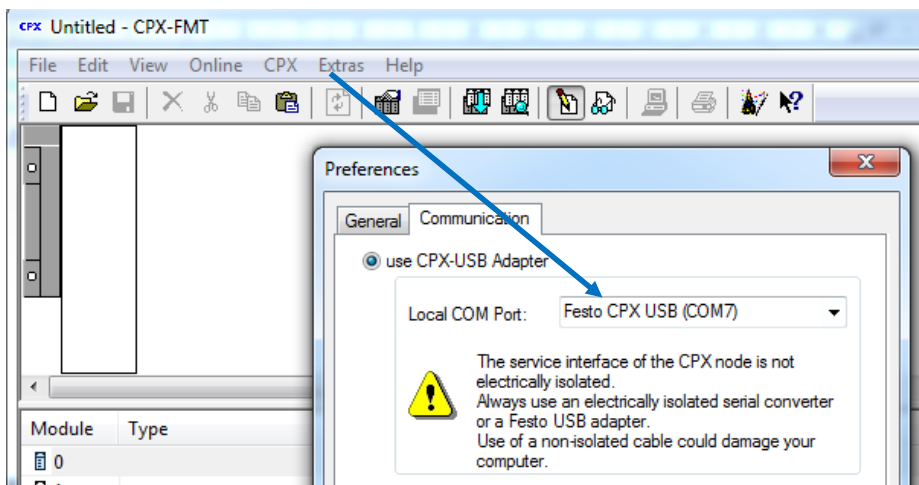 CPX Untitled - CPX-FMT
File Edit View Online CPX Extras Help
Preferences
General Communication
use CPX-USB Adapter
Local COM Port: Festo CPX USB (COM7)
The service interface of the CPX node is not
electrically isolated.
Always use an electrically isolated serial converter
or a Festo USB adapter.
Use of a non-isolated cable could damage your
computer.
Module Type
0